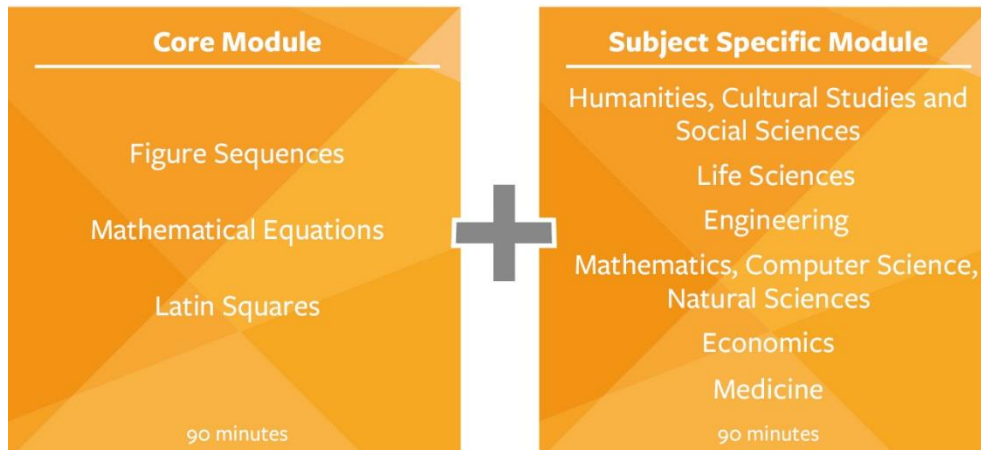 Core Module
Figure Sequences
Mathematical Equations
Latin Squares
90 minutes
Subject Specific Module
Humanities, Cultural Studies and
Social Sciences
Life Sciences
Engineering
Mathematics, Computer Science,
Natural Sciences
Economics
Medicine
90 minutes